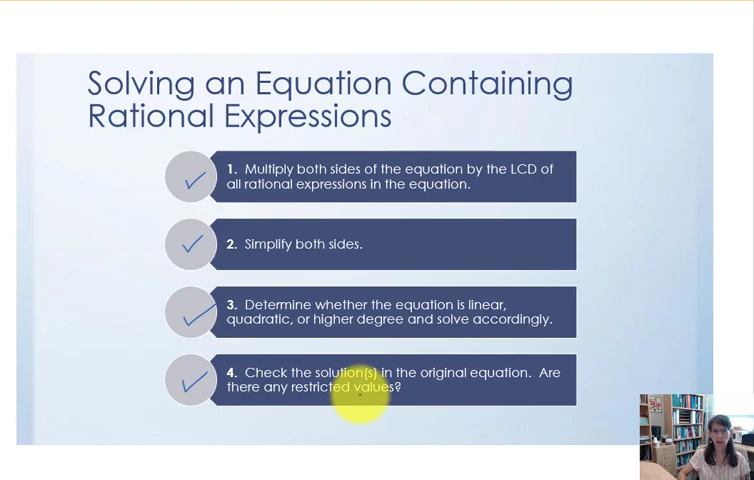 Solving an Equation Containing
Rational Expressions
1. Multiply both sides of the equation by the LCD of
all rational expressions in the equation.
2. Simplify both sides.
3. Determine whether the equation is linear,
quadratic, or higher degree and solve accordingly.
4. Check the solution(s) in the original equation. Are
there any restricted values?